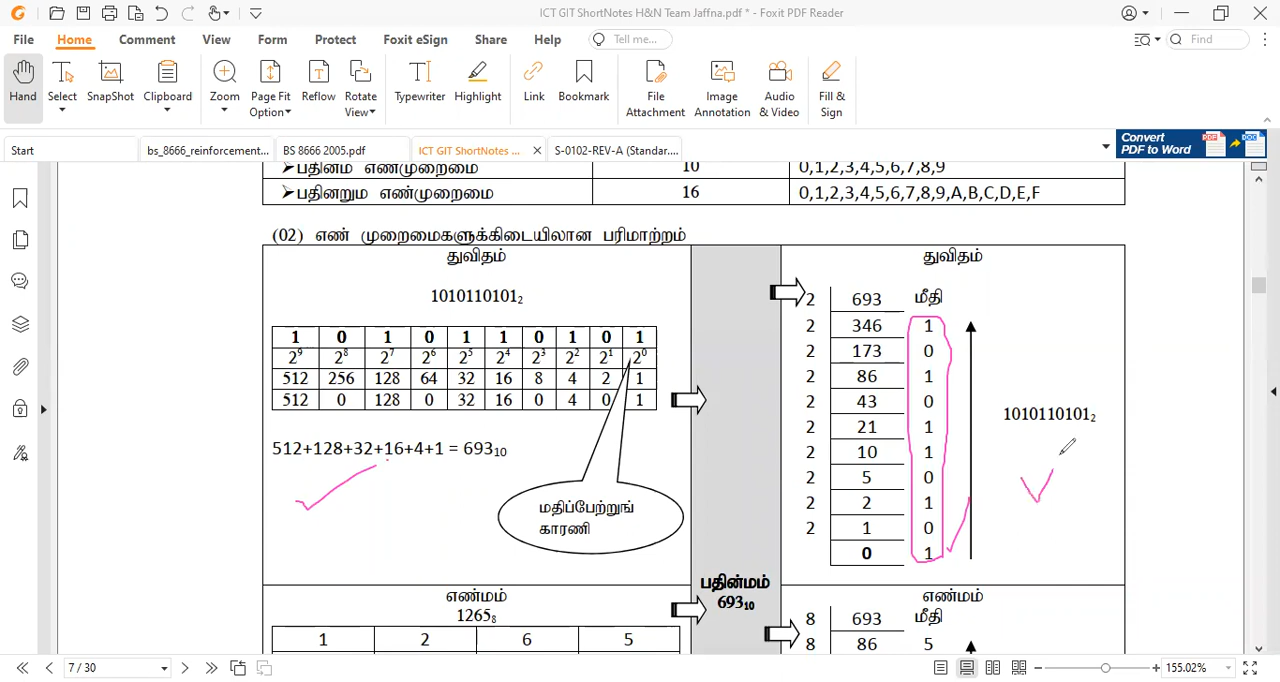 ICT GIT ShortNotes H&N Team Jaffna.pdf * - Foxit PDF Reader
File Home Comment View Form Protect Foxit eSign Share Help Tell me... Find
Hand Select SnapShot Clipboard Zoom Page Fit Option Reflow Rotate View Typewriter Highlight Link Bookmark File Attachment Image Annotation Audio & Video Fill & Sign
Start bs_8666_reinforcement... BS 8666 2005.pdf ICT GIT ShortNotes ... S-0102-REV-A (Standar... Convert PDF to Word
பதினம எண்முறைமை 10 0,1,2,3,4,5,6,7,8,9
பதினறும எண்முறைமை 16 0,1,2,3,4,5,6,7,8,9,A,B,C,D,E,F
(02) எண் முறைமைகளுக்கிடையிலான பரிமாற்றம்
துவிதம்
1010110101₂
1 0 1 0 1 1 0 1 0 1
2⁹ 2⁸ 2⁷ 2⁶ 2⁵ 2⁴ 2³ 2² 2¹ 2⁰
512 256 128 64 32 16 8 4 2 1
512 0 128 0 32 16 0 4 0 1
512+128+32+16+4+1 = 693₁₀
மதிப்பேற்றுங்
காரணி
பதின்மம்
693₁₀
துவிதம்
2 693 மீதி
2 346 1
2 173 0
2 86 1
2 43 0
2 21 1
2 10 1
2 5 0
2 2 1
2 1 0
0 1
1010110101₂
எண்மம்
1265₈
1 2 6 5
எண்மம்
8 693 மீதி
8 86 5
7 / 30 155.02%